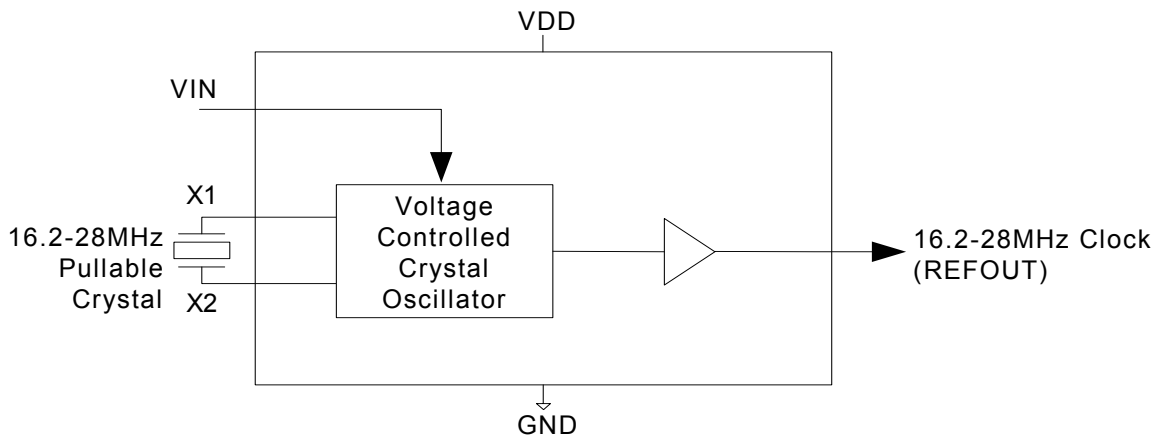 VDD
VIN
X1
16.2-28MHz
Pullable
Crystal
X2
Voltage
Controlled
Crystal
Oscillator
16.2-28MHz Clock
(REFOUT)
GND